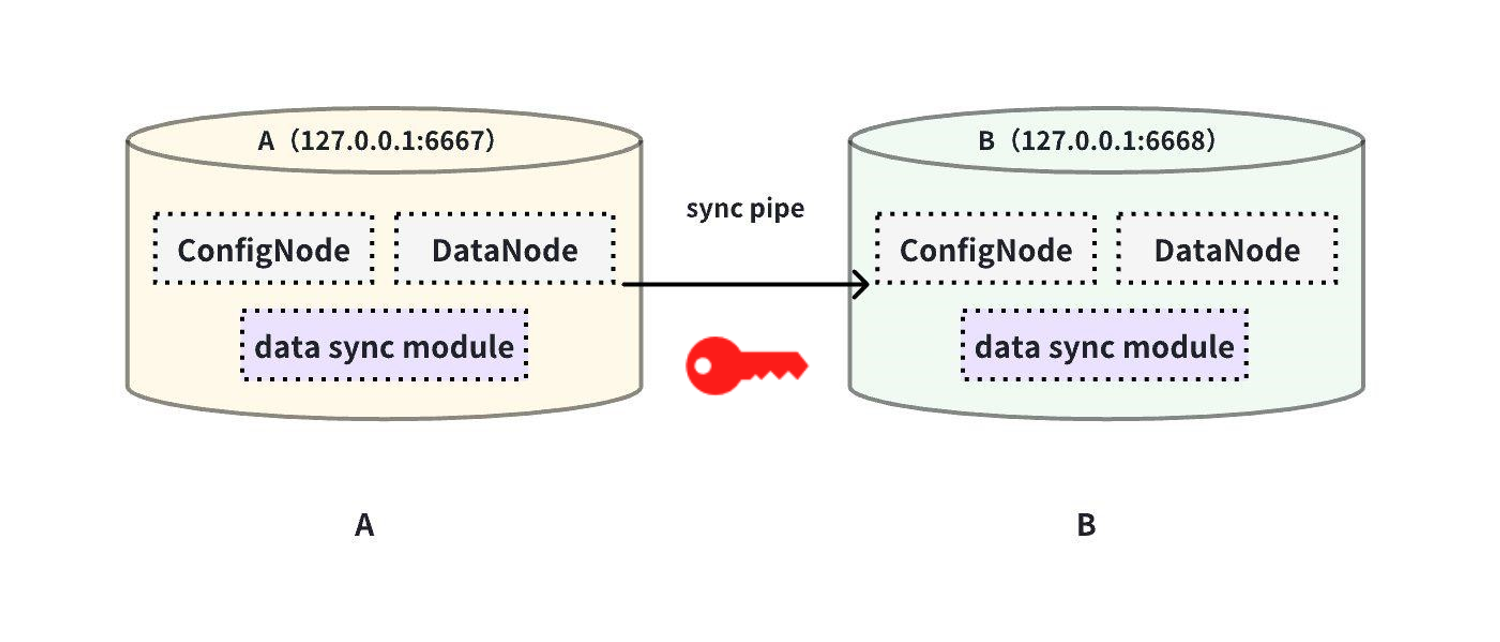 A（127.0.0.1:6667）
B（127.0.0.1:6668）
sync pipe
ConfigNode
DataNode
ConfigNode
DataNode
data sync module
data sync module
A
B